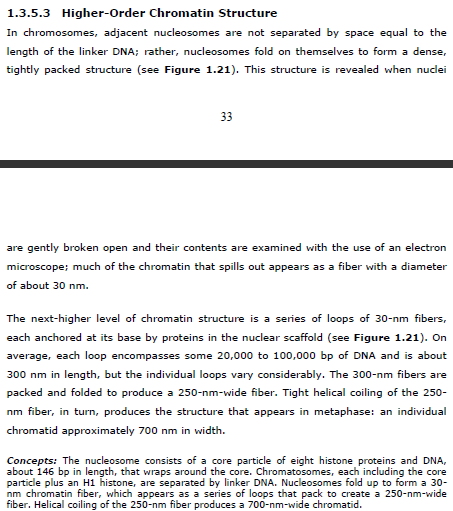 1.3.5.3 Higher-Order Chromatin Structure
In chromosomes, adjacent nucleosomes are not separated by space equal to the
length of the linker DNA; rather, nucleosomes fold on themselves to form a dense,
tightly packed structure (see Figure 1.21). This structure is revealed when nuclei
33
are gently broken open and their contents are examined with the use of an electron
microscope; much of the chromatin that spills out appears as a fiber with a diameter
of about 30 nm.
The next-higher level of chromatin structure is a series of loops of 30-nm fibers,
each anchored at its base by proteins in the nuclear scaffold (see Figure 1.21). On
average, each loop encompasses some 20,000 to 100,000 bp of DNA and is about
300 nm in length, but the individual loops vary considerably. The 300-nm fibers are
packed and folded to produce a 250-nm-wide fiber. Tight helical coiling of the 250-
nm fiber, in turn, produces the structure that appears in metaphase: an individual
chromatid approximately 700 nm in width.
Concepts: The nucleosome consists of a core particle of eight histone proteins and DNA,
about 146 bp in length, that wraps around the core. Chromatosomes, each including the core
particle plus an H1 histone, are separated by linker DNA. Nucleosomes fold up to form a 30-
nm chromatin fiber, which appears as a series of loops that pack to create a 250-nm-wide
fiber. Helical coiling of the 250-nm fiber produces a 700-nm-wide chromatid.